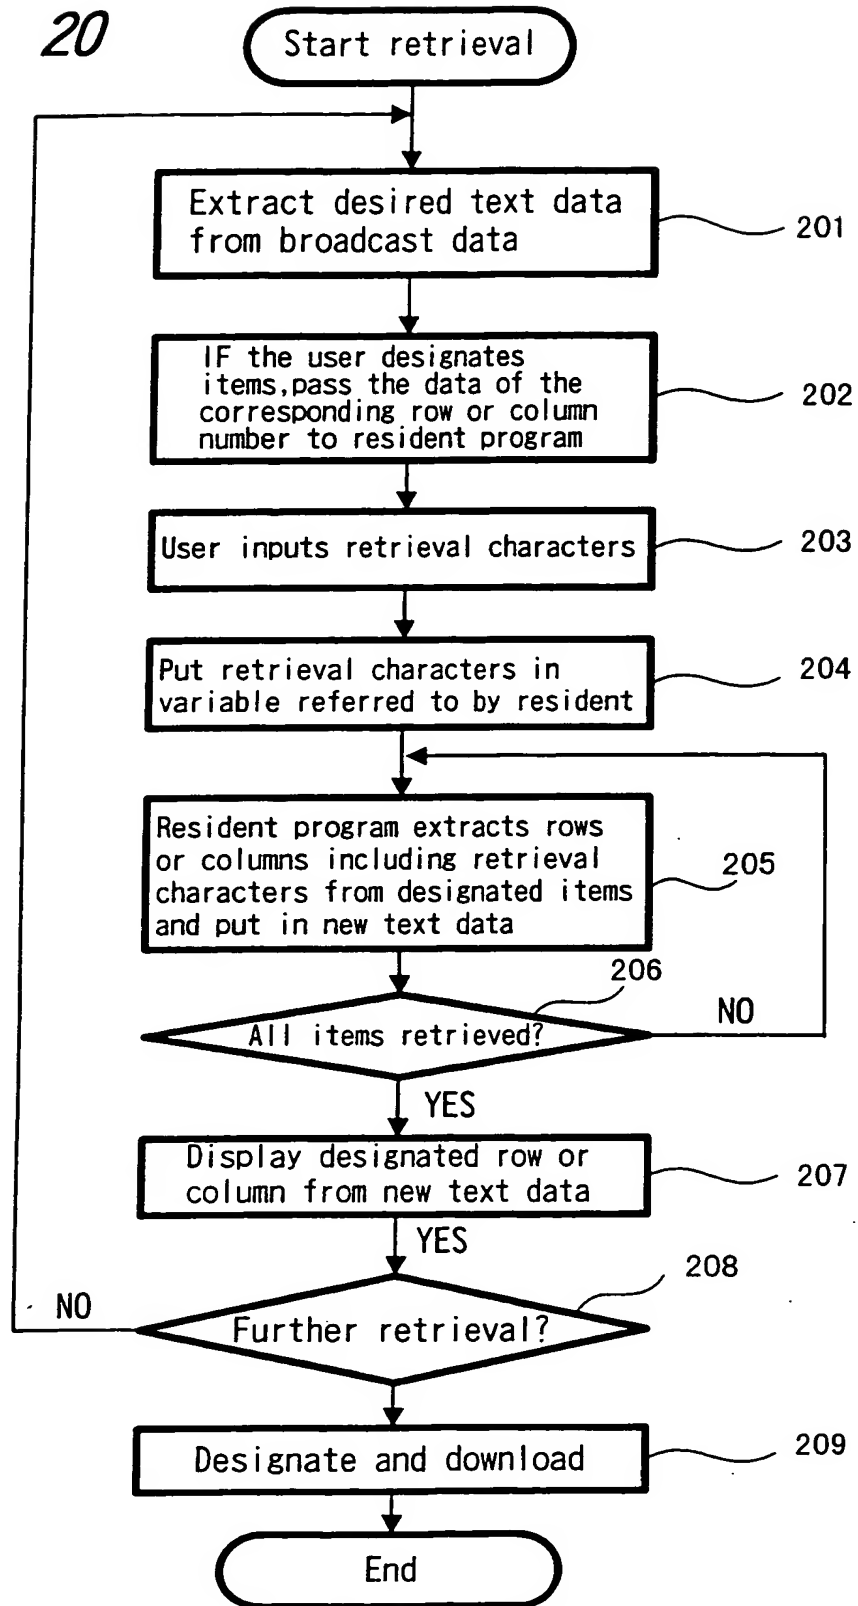 20
Start retrieval
Extract desired text data
from broadcast data
201
IF the user designates
items,pass the data of the
corresponding row or column
number to resident program
202
User inputs retrieval characters
203
Put retrieval characters in
variable referred to by resident
204
Resident program extracts rows
or columns including retrieval
characters from designated items
and put in new text data
205
206
All items retrieved?
NO
YES
Display designated row or
column from new text data
207
YES
208
NO
Further retrieval?
Designate and download
209
End